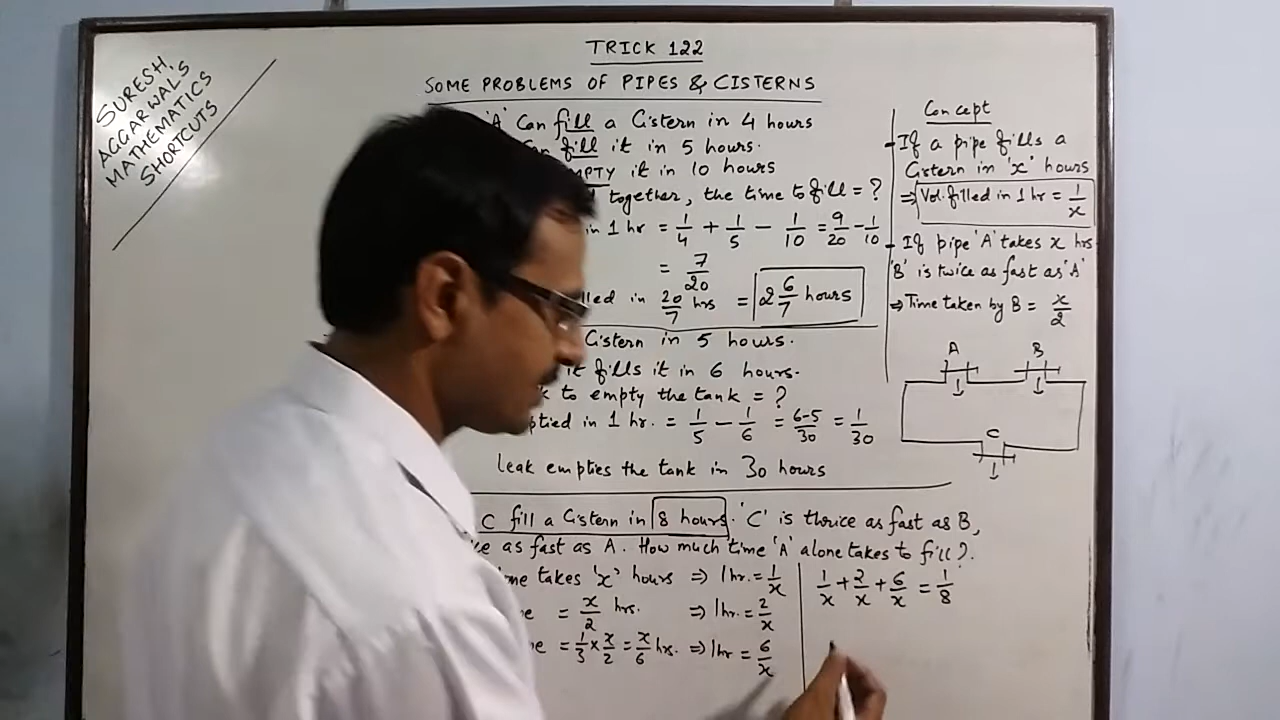 SURESH
AGGARWAL'S
MATHEMATICS
SHORTCUTS
TRICK 122
SOME PROBLEMS OF PIPES & CISTERNS
'A' Can fill a Cistern in 4 hours
fill it in 5 hours.
it in 10 hours
together, the time to fill = ?
in 1 hr = 1/4 + 1/5 - 1/10 = 9/20 - 1/10
= 7/20
in 20/7 hrs = 2 6/7 hours
Cistern in 5 hours.
it fills it in 6 hours.
to empty the tank = ?
in 1 hr. = 1/5 - 1/6 = 6-5/30 = 1/30
leak empties the tank in 30 hours
C fill a Cistern in 8 hours. 'C' is thrice as fast as B,
as fast as A. How much time 'A' alone takes to fill?
takes 'x' hours ⇒ 1hr. = 1/x
= x/2 hrs. ⇒ 1hr. = 2/x
= 1/3 × x/2 = x/6 hrs. ⇒ 1hr = 6/x
1/x + 2/x + 6/x = 1/8
Concept
- If a pipe fills a
Cistern in 'x' hours
⇒ Vol. filled in 1 hr = 1/x
- If pipe 'A' takes x hrs
'B' is twice as fast as 'A'
⇒ Time taken by B = x/2
A B
C